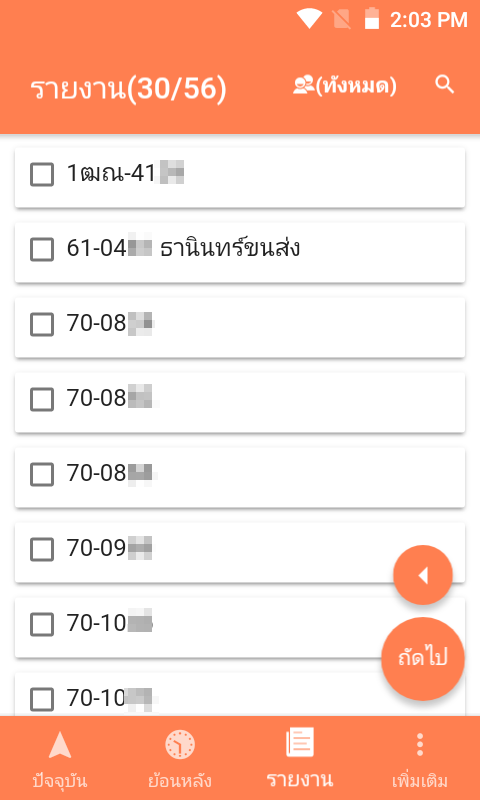 2:03 PM
รายงาน(30/56)
(ทั้งหมด)
1ฒณ-41
61-04 ธานินทร์ขนส่ง
70-08
70-08
70-08
70-09
70-10
70-10
ถัดไป
ปัจจุบัน
ย้อนหลัง
รายงาน
เพิ่มเติม